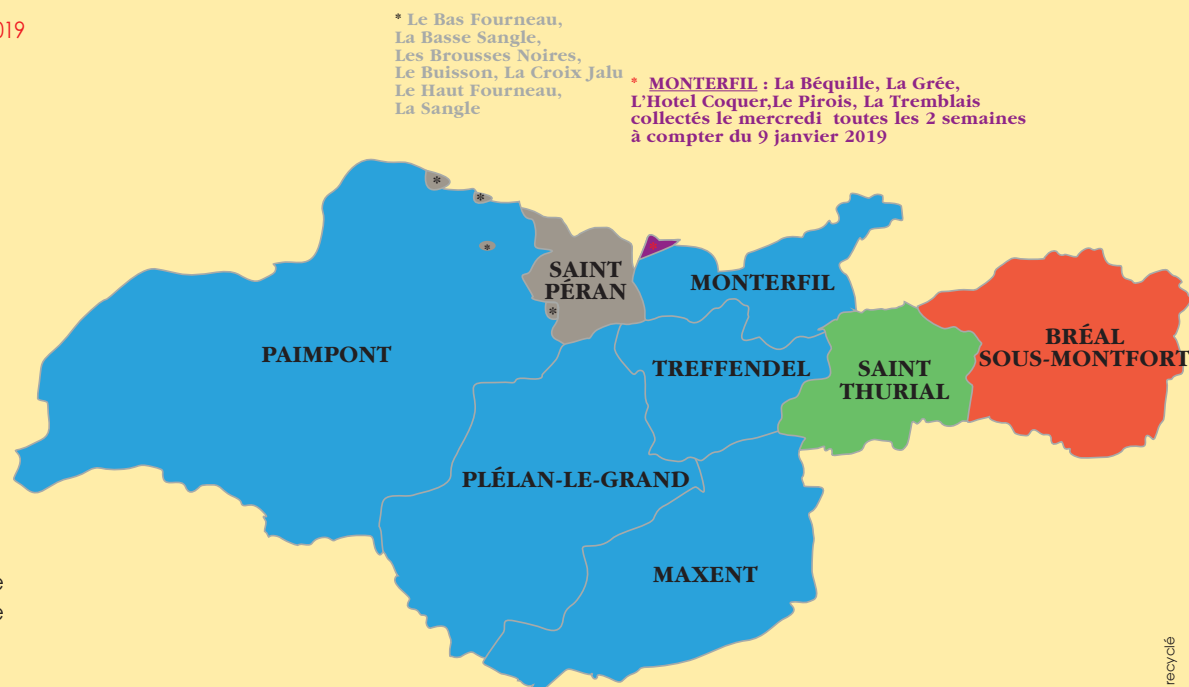 019
* Le Bas Fourneau,
La Basse Sangle,
Les Brousses Noires,
Le Buisson, La Croix Jalu
Le Haut Fourneau,
La Sangle
* MONTERFIL : La Béquille, La Grée,
L'Hotel Coquer,Le Pirois, La Tremblais
collectés le mercredi toutes les 2 semaines
à compter du 9 janvier 2019
*
*
*
*
*
SAINT
PÉRAN
MONTERFIL
PAIMPONT
TREFFENDEL
SAINT
THURIAL
BRÉAL
SOUS-MONTFORT
PLÉLAN-LE-GRAND
MAXENT
e
e
recyclé